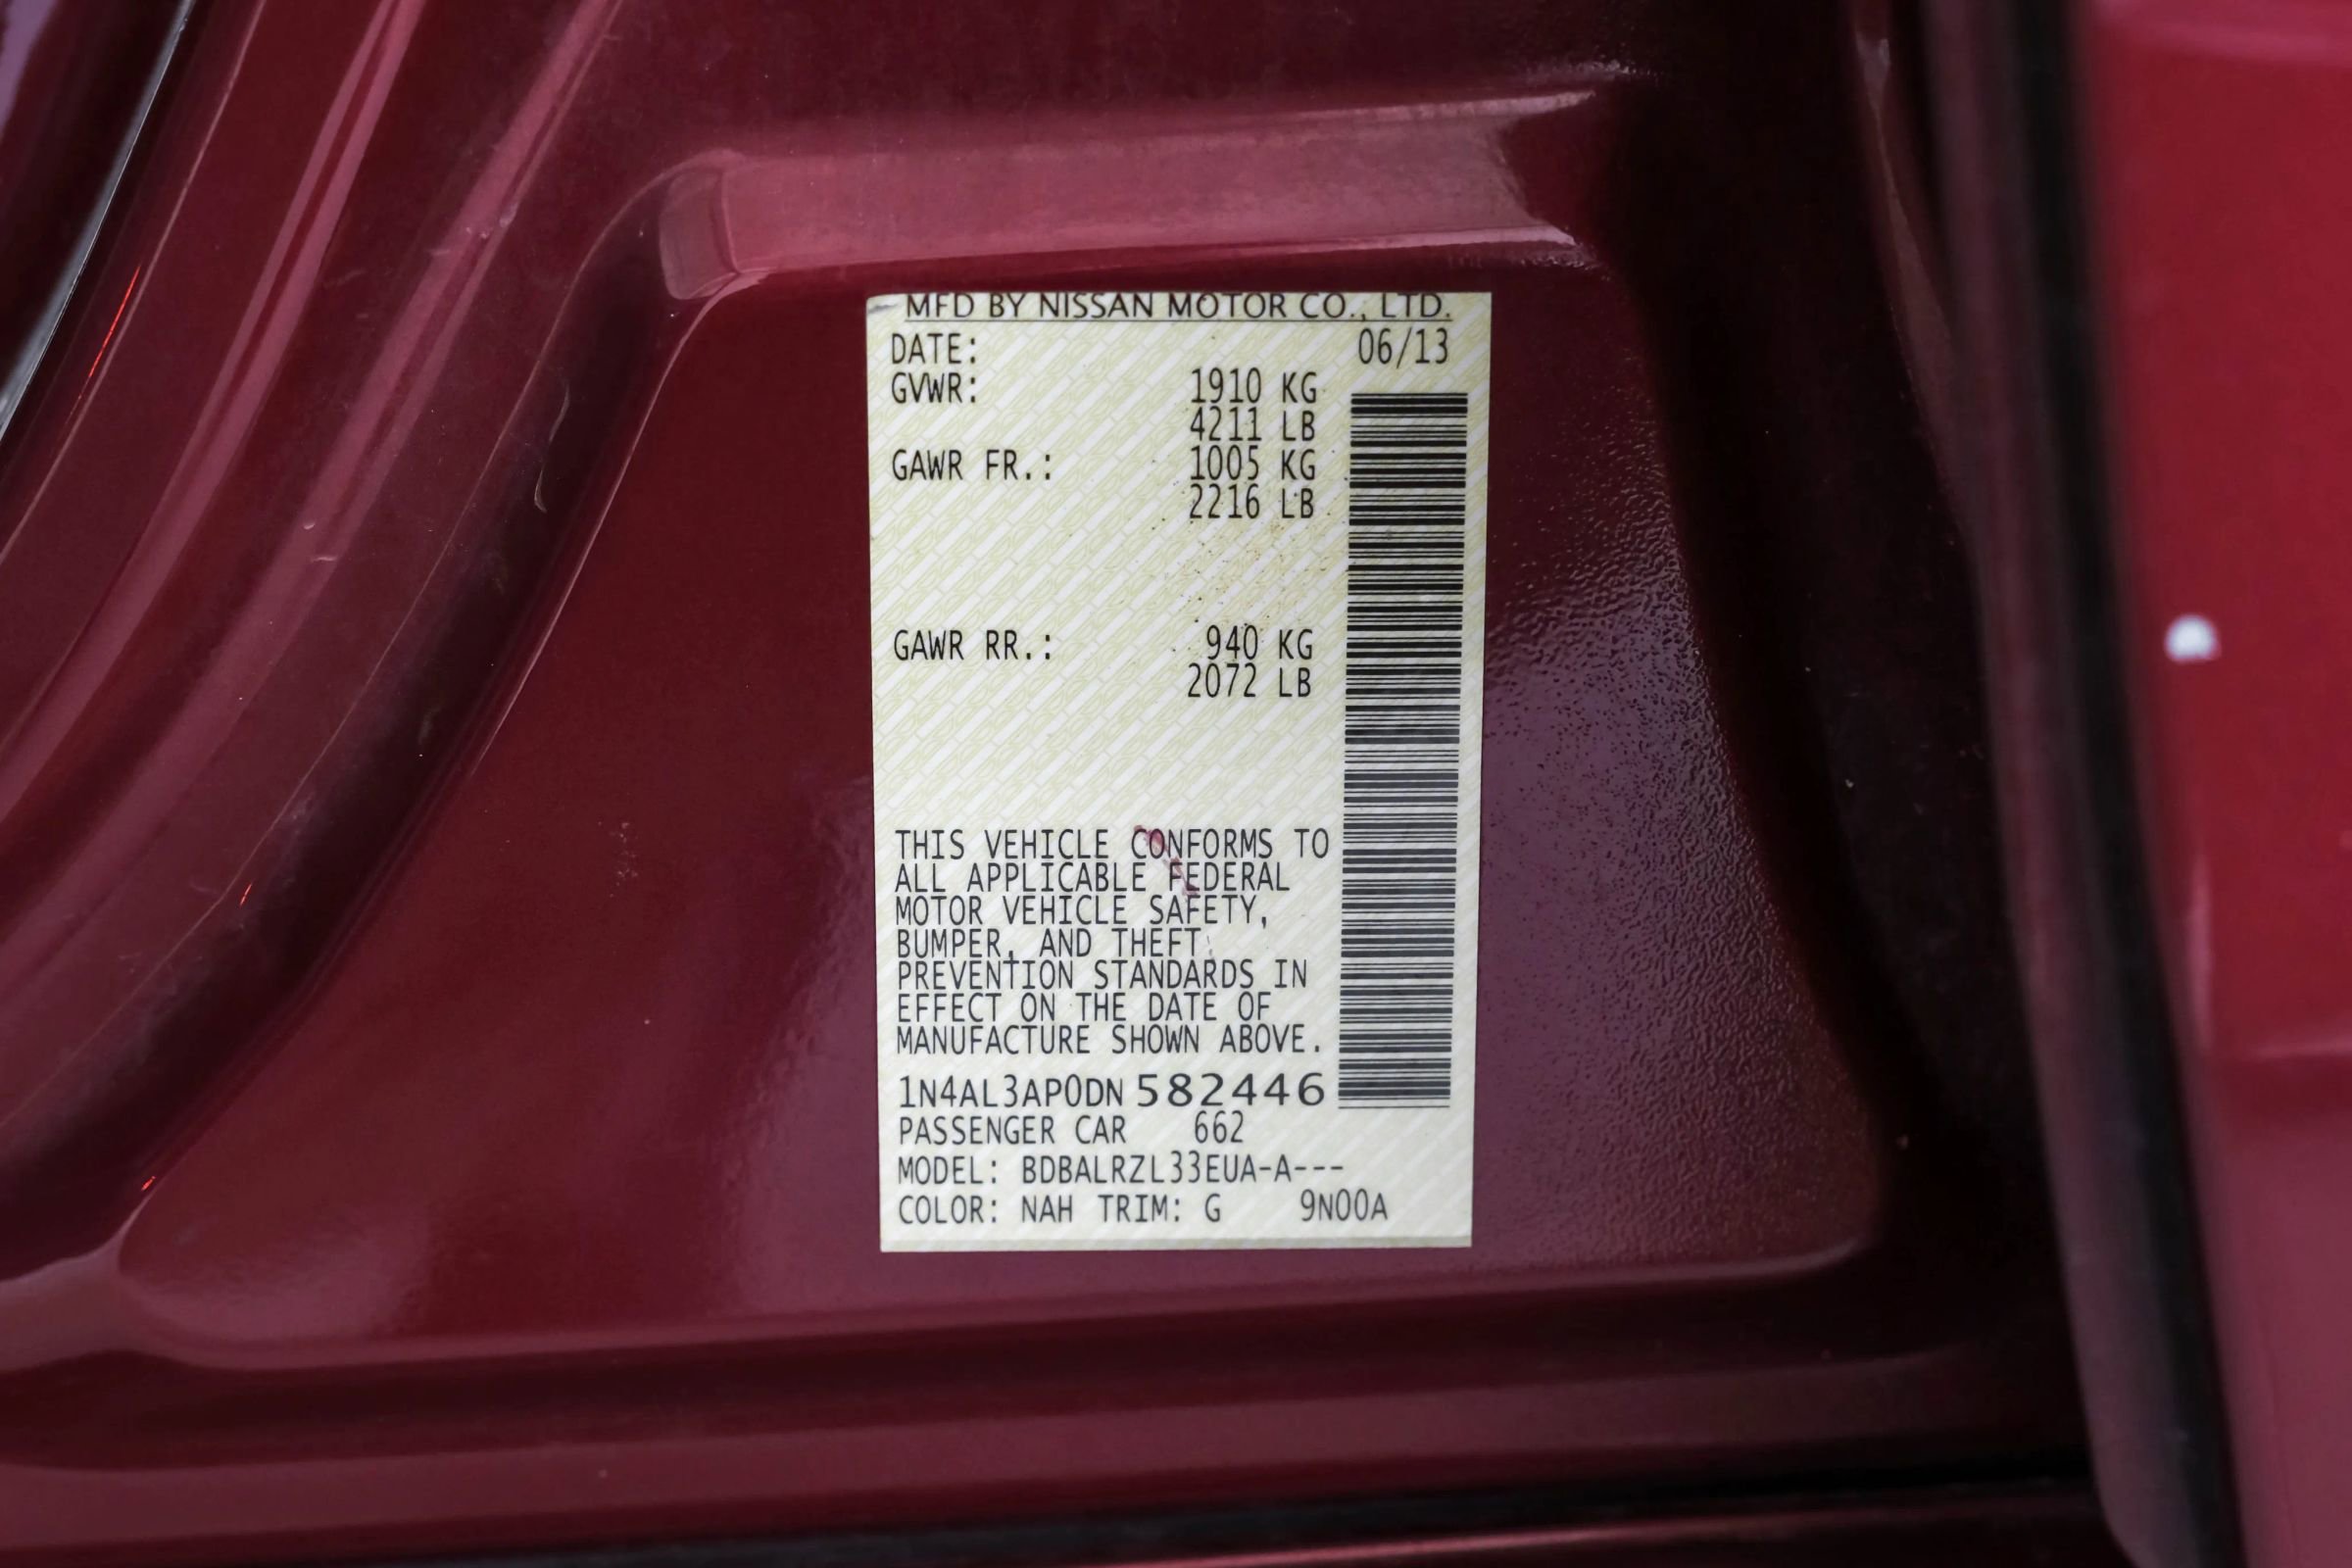 MFD BY NISSAN MOTOR CO., LTD.
DATE: 06/13
GVWR: 1910 KG
4211 LB
GAWR FR.: 1005 KG
2216 LB
GAWR RR.: 940 KG
2072 LB
THIS VEHICLE CONFORMS TO
ALL APPLICABLE FEDERAL
MOTOR VEHICLE SAFETY,
BUMPER, AND THEFT
PREVENTION STANDARDS IN
EFFECT ON THE DATE OF
MANUFACTURE SHOWN ABOVE.
1N4AL3AP0DN582446
PASSENGER CAR 662
MODEL: BDBALRZL33EUA-A---
COLOR: NAH TRIM: G 9N00A